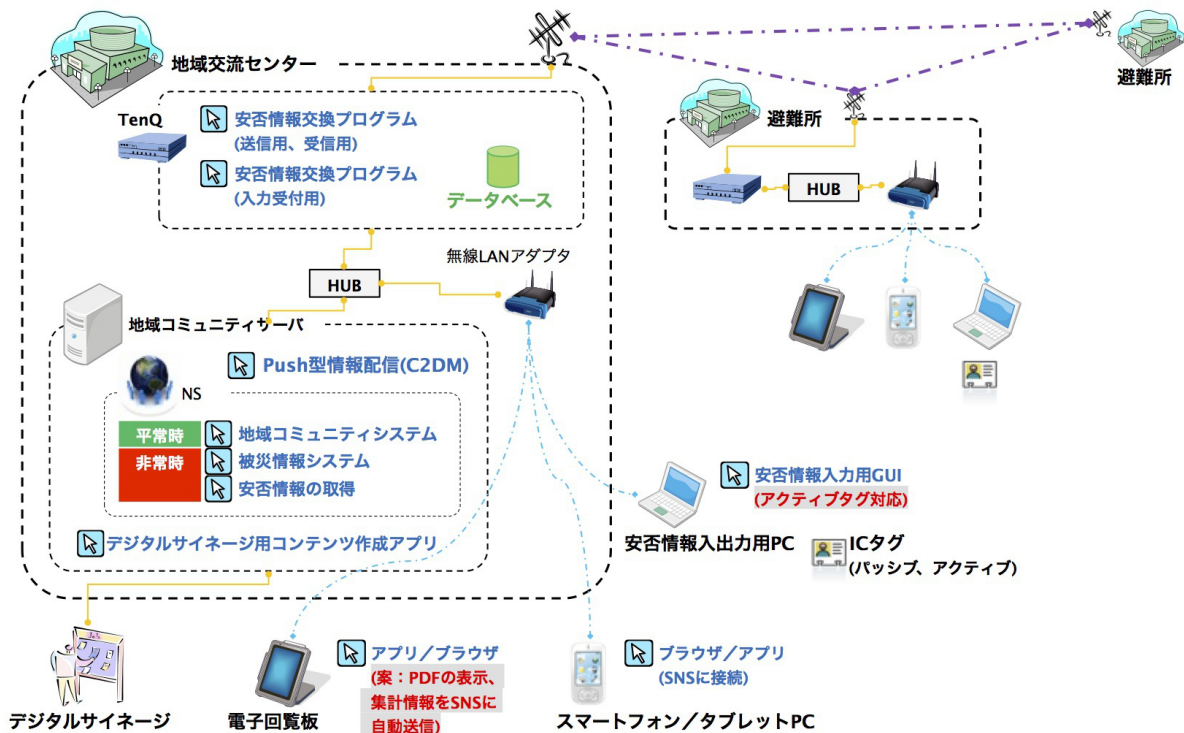 地域交流センター
TenQ
安否情報交換プログラム
(送信用、受信用)
安否情報交換プログラム
(入力受付用)
データベース
HUB
無線LANアダプタ
地域コミュニティサーバ
Push型情報配信(C2DM)
NS
平常時
地域コミュニティシステム
非常時
被災情報システム
安否情報の取得
デジタルサイネージ用コンテンツ作成アプリ
避難所
避難所
HUB
安否情報入力用GUI
(アクティブタグ対応)
安否情報入出力用PC
ICタグ
(パッシブ、アクティブ)
デジタルサイネージ
電子回覧板
アプリ／ブラウザ
(案：PDFの表示、
集計情報をSNSに
自動送信)
スマートフォン／タブレットPC
ブラウザ／アプリ
(SNSに接続)